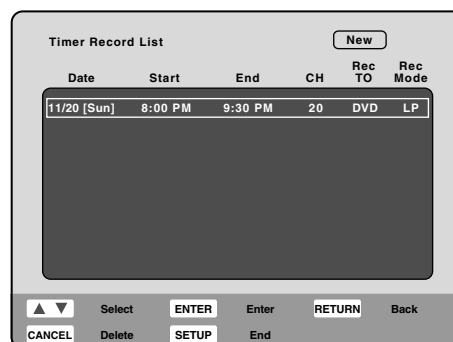 Timer Record List New
Date Start End CH Rec TO Rec Mode
11/20 [Sun] 8:00 PM 9:30 PM 20 DVD LP
▲ ▼ Select ENTER Enter RETURN Back
CANCEL Delete SETUP End